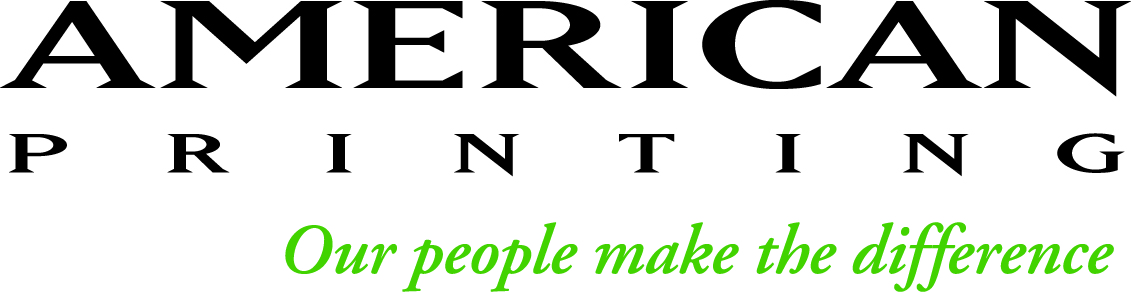 AMERICAN
PRINTING
Our people make the difference